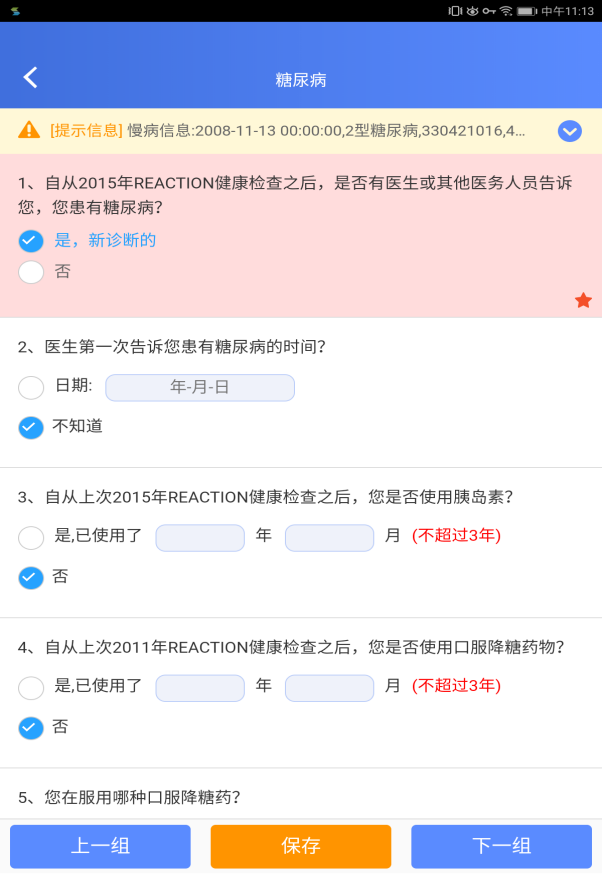 中午11:13
糖尿病
[提示信息] 慢病信息:2008-11-13 00:00:00,2型糖尿病,330421016,4...
1、自从2015年REACTION健康检查之后，是否有医生或其他医务人员告诉
您，您患有糖尿病?
是，新诊断的
否
2、医生第一次告诉您患有糖尿病的时间?
日期: 年-月-日
不知道
3、自从上次2015年REACTION健康检查之后，您是否使用胰岛素?
是,已使用了 年 月 (不超过3年)
否
4、自从上次2011年REACTION健康检查之后，您是否使用口服降糖药物?
是,已使用了 年 月 (不超过3年)
否
5、您在服用哪种口服降糖药?
上一组 保存 下一组